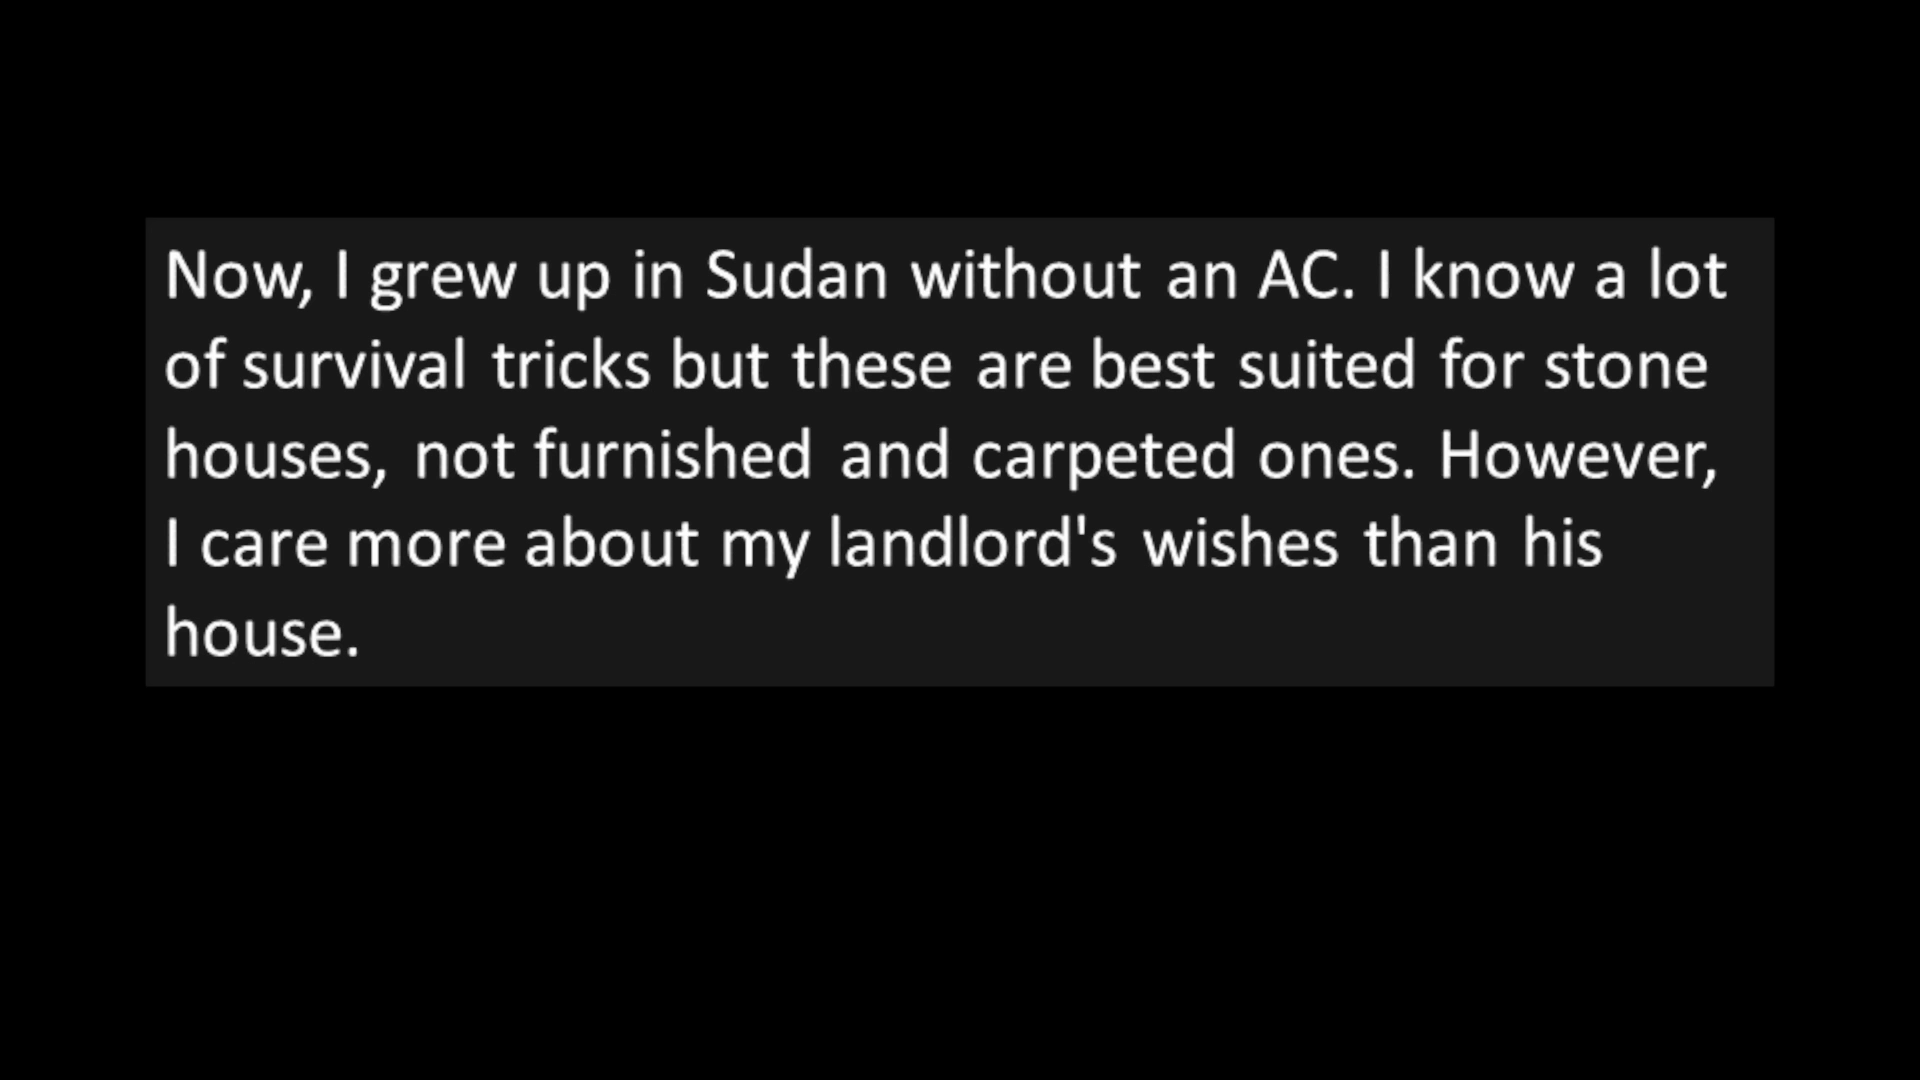 Now, I grew up in Sudan without an AC. I know a lot
of survival tricks but these are best suited for stone
houses, not furnished and carpeted ones. However,
I care more about my landlord's wishes than his
house.